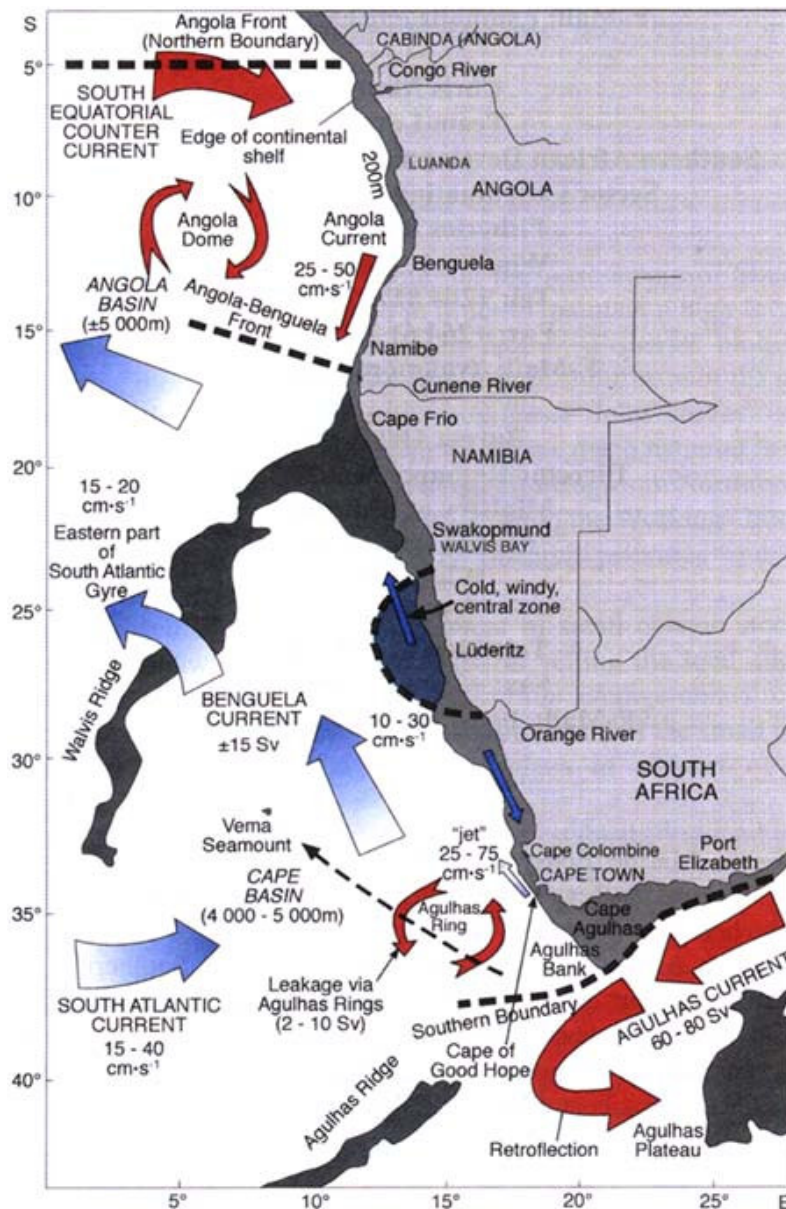 S
Angola Front
(Northern Boundary)
CABINDA (ANGOLA)
5°
Congo River
SOUTH
EQUATORIAL
COUNTER
CURRENT
Edge of continental
shelf
200m
LUANDA
10°
ANGOLA
Angola
Dome
Angola
Current
25 - 50
cm•s-1
Benguela
ANGOLA
BASIN
(±5 000m)
Angola-Benguela
Front
15°
Namibe
Cunene River
Cape Frio
20°
NAMIBIA
15 - 20
cm•s-1
Eastern part
of
South Atlantic
Gyre
Swakopmund
WALVIS BAY
Cold, windy,
central zone
25°
Lüderitz
Walvis Ridge
BENGUELA
CURRENT
±15 Sv
10 - 30
cm•s-1
Orange River
30°
SOUTH
AFRICA
Vema
Seamount
"jet"
25 - 75
cm•s-1
Cape Colombine
CAPE TOWN
Port
Elizabeth
CAPE
BASIN
(4 000 - 5 000m)
35°
Agulhas
Ring
Cape
Agulhas
Agulhas
Bank
Leakage via
Agulhas Rings
(2 - 10 Sv)
SOUTH ATLANTIC
CURRENT
15 - 40
cm•s-1
Southern Boundary
AGULHAS CURRENT
60 - 80 Sv
Cape of
Good Hope
40°
Agulhas Ridge
Retroflection
Agulhas
Plateau
5°
10°
15°
20°
25°
E